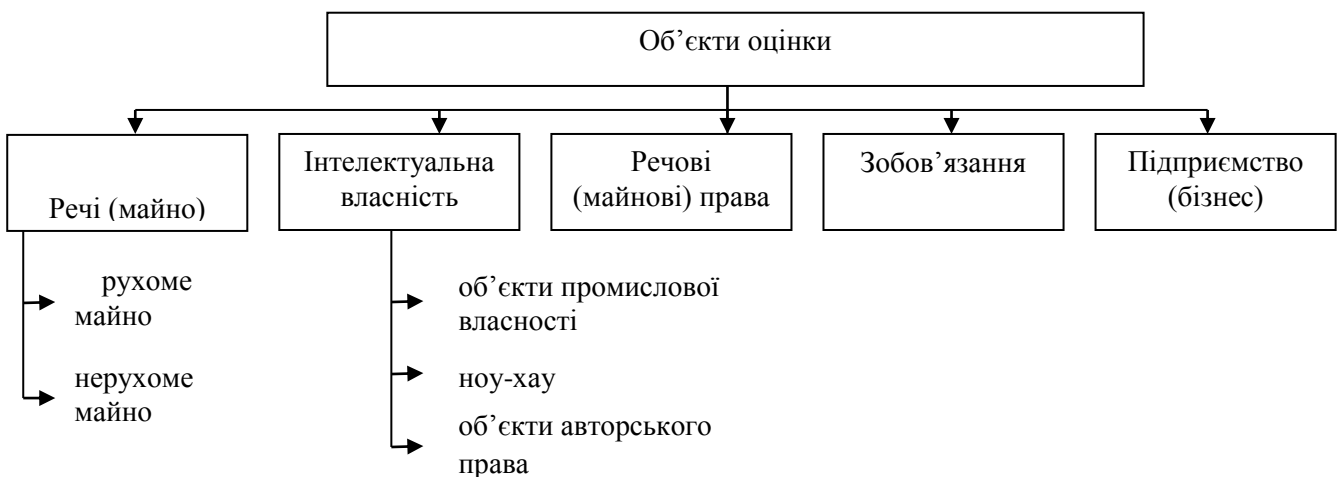 Об’єкти оцінки
Речі (майно)
Інтелектуальна
власність
Речові
(майнові) права
Зобов’язання
Підприємство
(бізнес)
рухоме
майно
нерухоме
майно
об’єкти промислової
власності
ноу-хау
об’єкти авторського
права